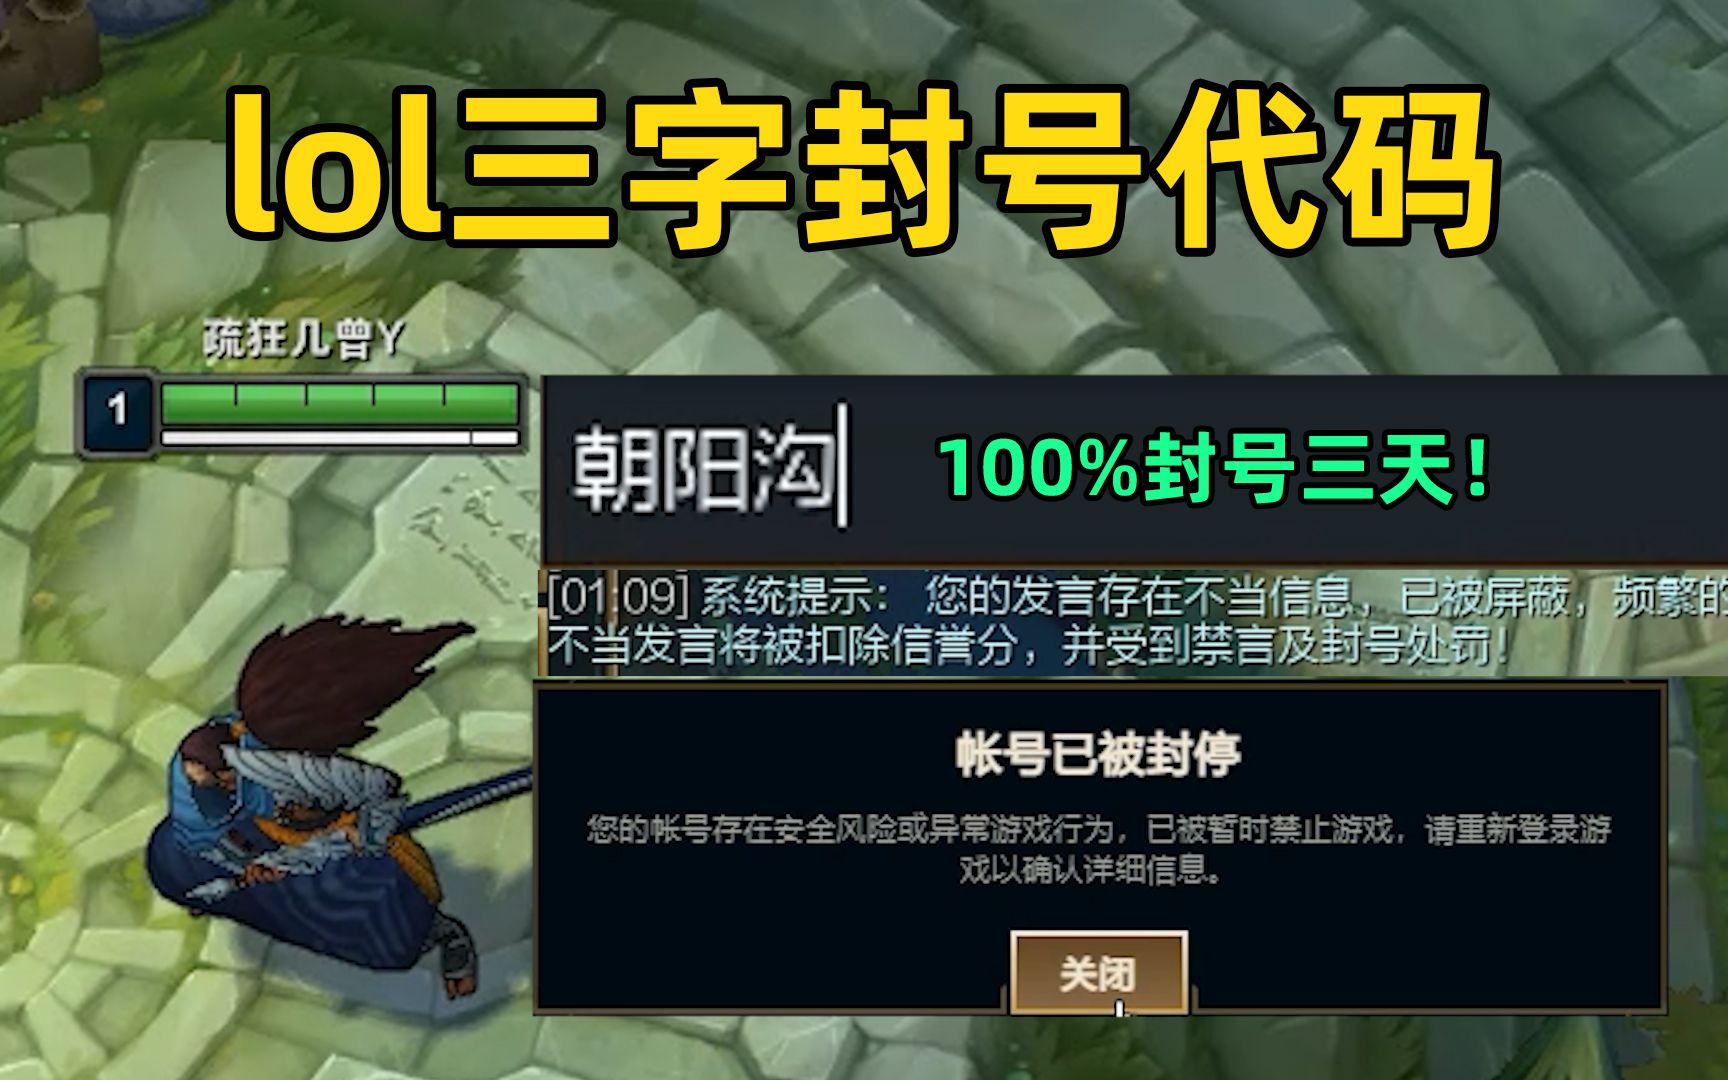 lol三字封号代码
疏狂几曾Y
1
朝阳沟
100%封号三天！
[01:09] 系统提示： 您的发言存在不当信息，已被屏蔽，频繁的
不当发言将被扣除信誉分，并受到禁言及封号处罚！
帐号已被封停
您的帐号存在安全风险或异常游戏行为，已被暂时禁止游戏，请重新登录游
戏以确认详细信息。
关闭